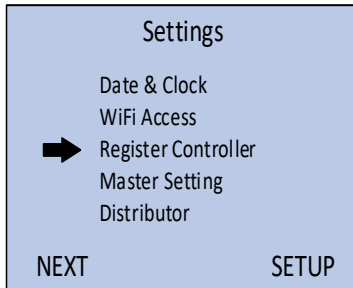 Settings
Date & Clock
WiFi Access
Register Controller
Master Setting
Distributor
NEXT SETUP